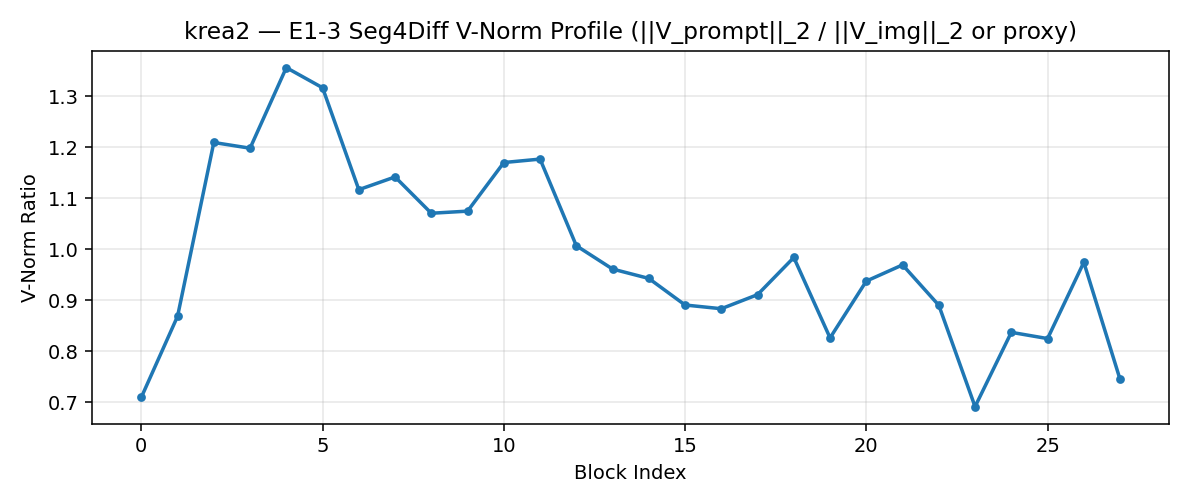 krea2 — E1-3 Seg4Diff V-Norm Profile (||V_prompt||_2 / ||V_img||_2 or proxy)
V-Norm Ratio
1.3
1.2
1.1
1.0
0.9
0.8
0.7
0 5 10 15 20 25
Block Index